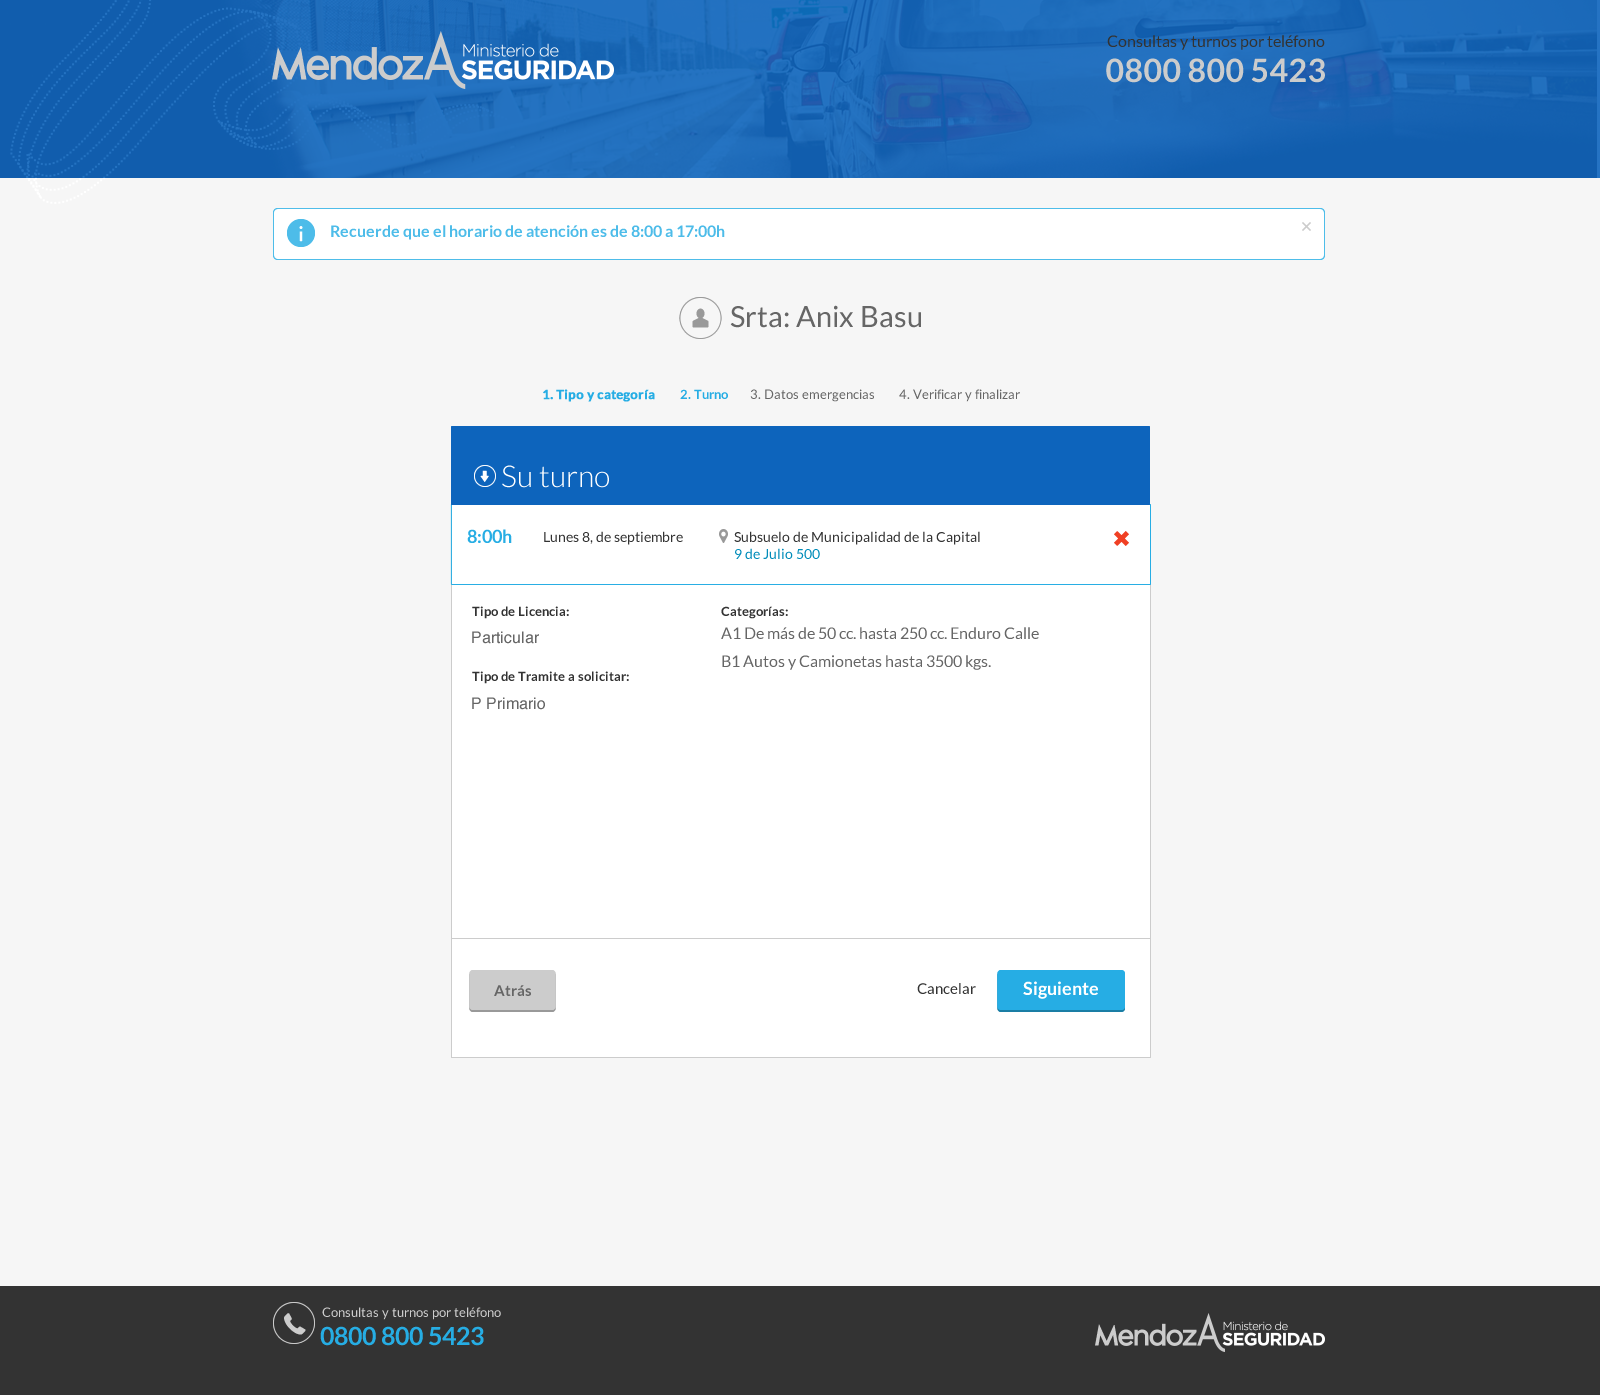 MendozA Ministerio de
SEGURIDAD
Consultas y turnos por teléfono
0800 800 5423
Recuerde que el horario de atención es de 8:00 a 17:00h
×
Srta: Anix Basu
1. Tipo y categoría 2. Turno 3. Datos emergencias 4. Verificar y finalizar
Su turno
8:00h Lunes 8, de septiembre Subsuelo de Municipalidad de la Capital
9 de Julio 500
Tipo de Licencia:
Particular
Tipo de Tramite a solicitar:
P Primario
Categorías:
A1 De más de 50 cc. hasta 250 cc. Enduro Calle
B1 Autos y Camionetas hasta 3500 kgs.
Atrás Cancelar Siguiente
Consultas y turnos por teléfono
0800 800 5423
MendozA Ministerio de
SEGURIDAD